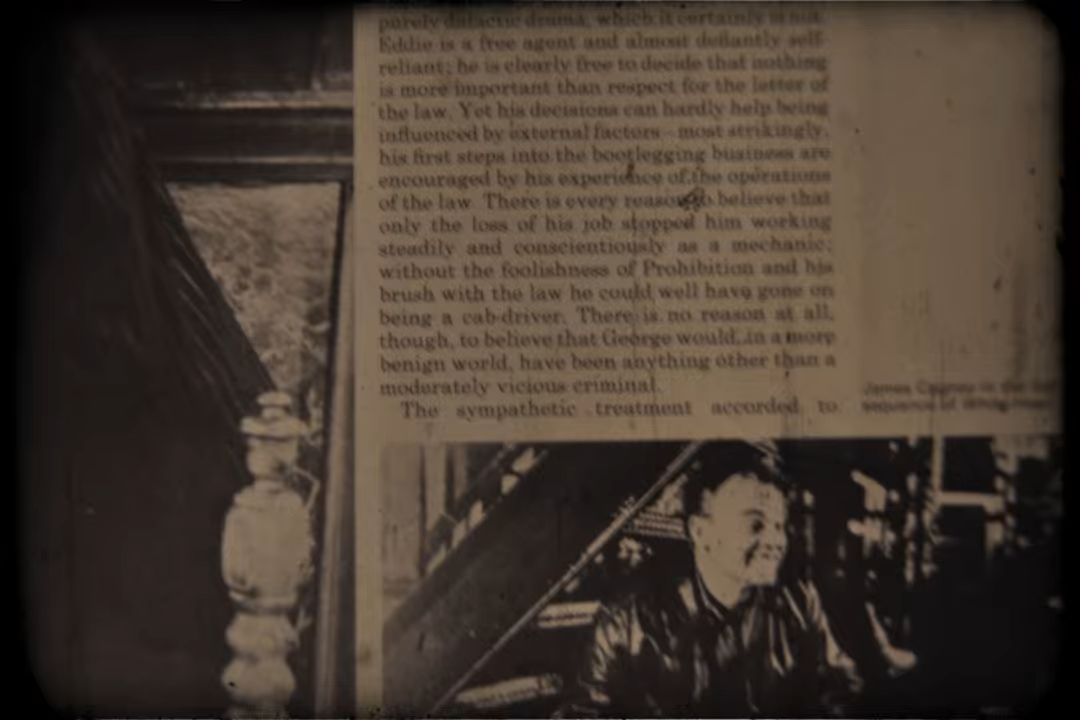 purely didactic drama, which it certainly is not.
Eddie is a free agent and almost defiantly self-
reliant; he is clearly free to decide that nothing
is more important than respect for the letter of
the law. Yet his decisions can hardly help being
influenced by external factors—most strikingly,
his first steps into the bootlegging business are
encouraged by his experience of the operations
of the law. There is every reason to believe that
only the loss of his job stopped him working
steadily and conscientiously as a mechanic;
without the foolishness of Prohibition and his
brush with the law he could well have gone on
being a cab-driver. There is no reason at all,
though, to believe that George would, in a more
benign world, have been anything other than a
moderately vicious criminal.
The sympathetic treatment accorded to
James Cagney in the
sequence of White Heat